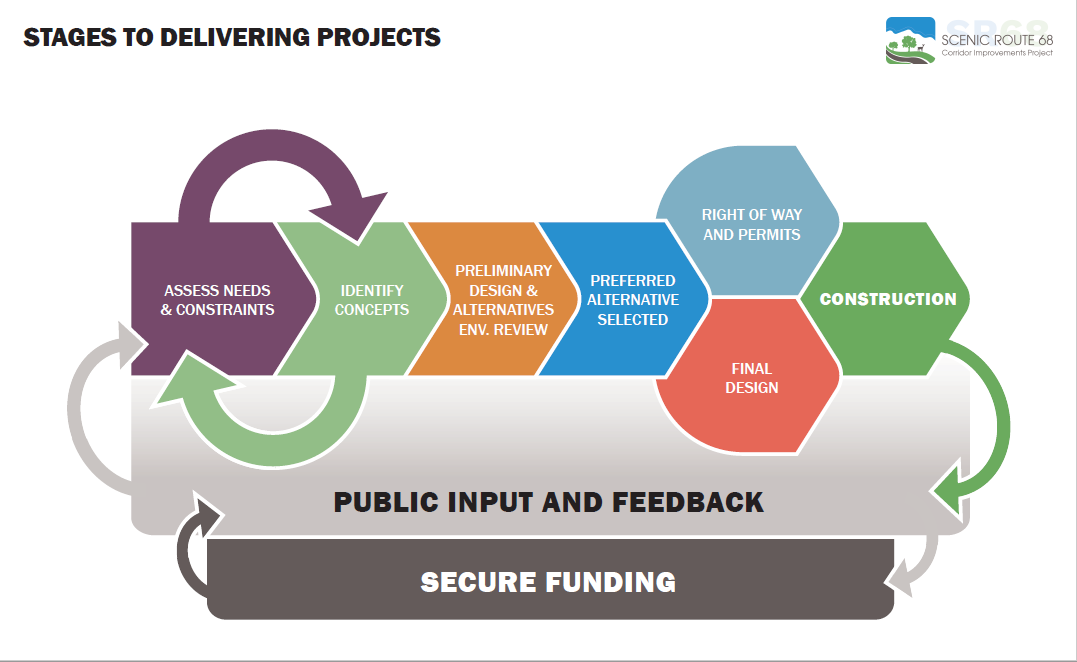 STAGES TO DELIVERING PROJECTS
SR68
SCENIC ROUTE 68
Corridor Improvements Project
ASSESS NEEDS
& CONSTRAINTS
IDENTIFY
CONCEPTS
PRELIMINARY
DESIGN &
ALTERNATIVES
ENV. REVIEW
PREFERRED
ALTERNATIVE
SELECTED
RIGHT OF WAY
AND PERMITS
FINAL
DESIGN
CONSTRUCTION
PUBLIC INPUT AND FEEDBACK
SECURE FUNDING